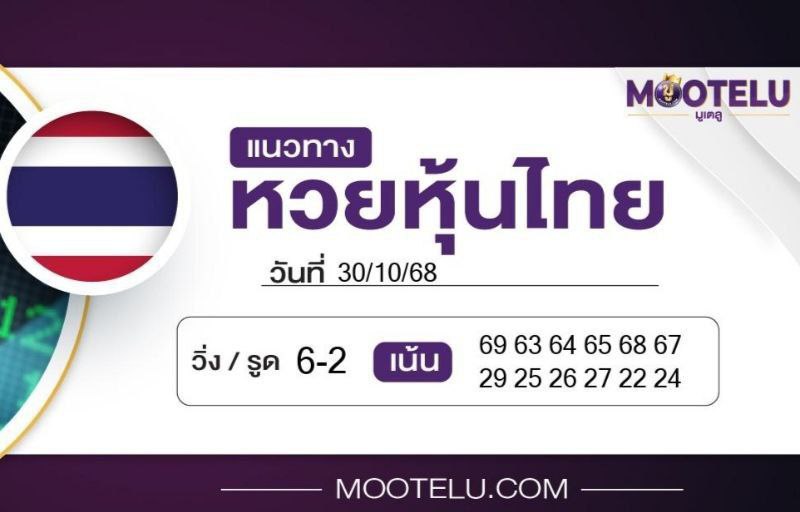 MOOTELU
มูเตลู
แนวทาง
หวยหุ้นไทย
วันที่ 30/10/68
วิ่ง / รูด 6-2 เน้น
69 63 64 65 68 67
29 25 26 27 22 24
MOOTELU.COM